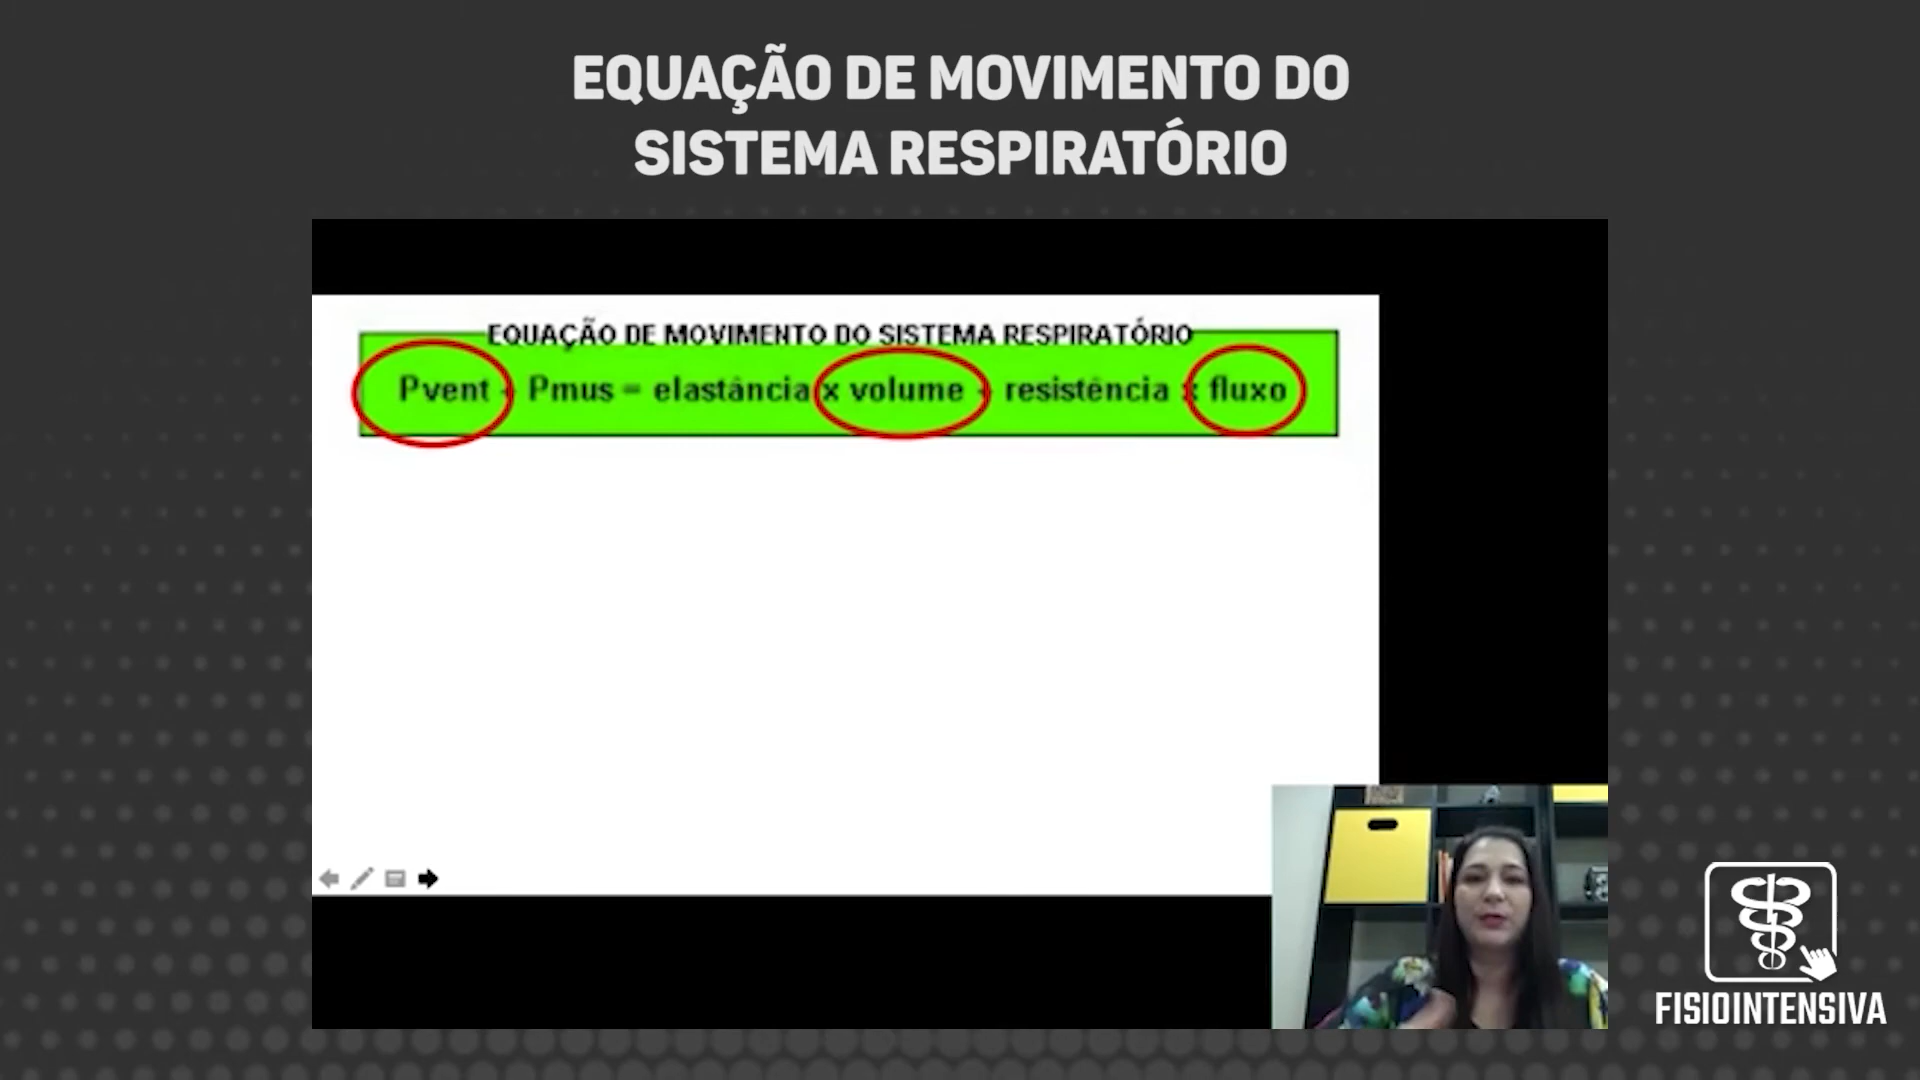 EQUAÇÃO DE MOVIMENTO DO
SISTEMA RESPIRATÓRIO
EQUAÇÃO DE MOVIMENTO DO SISTEMA RESPIRATÓRIO
Pvent + Pmus = elastância x volume + resistência x fluxo
FISIOINTENSIVA